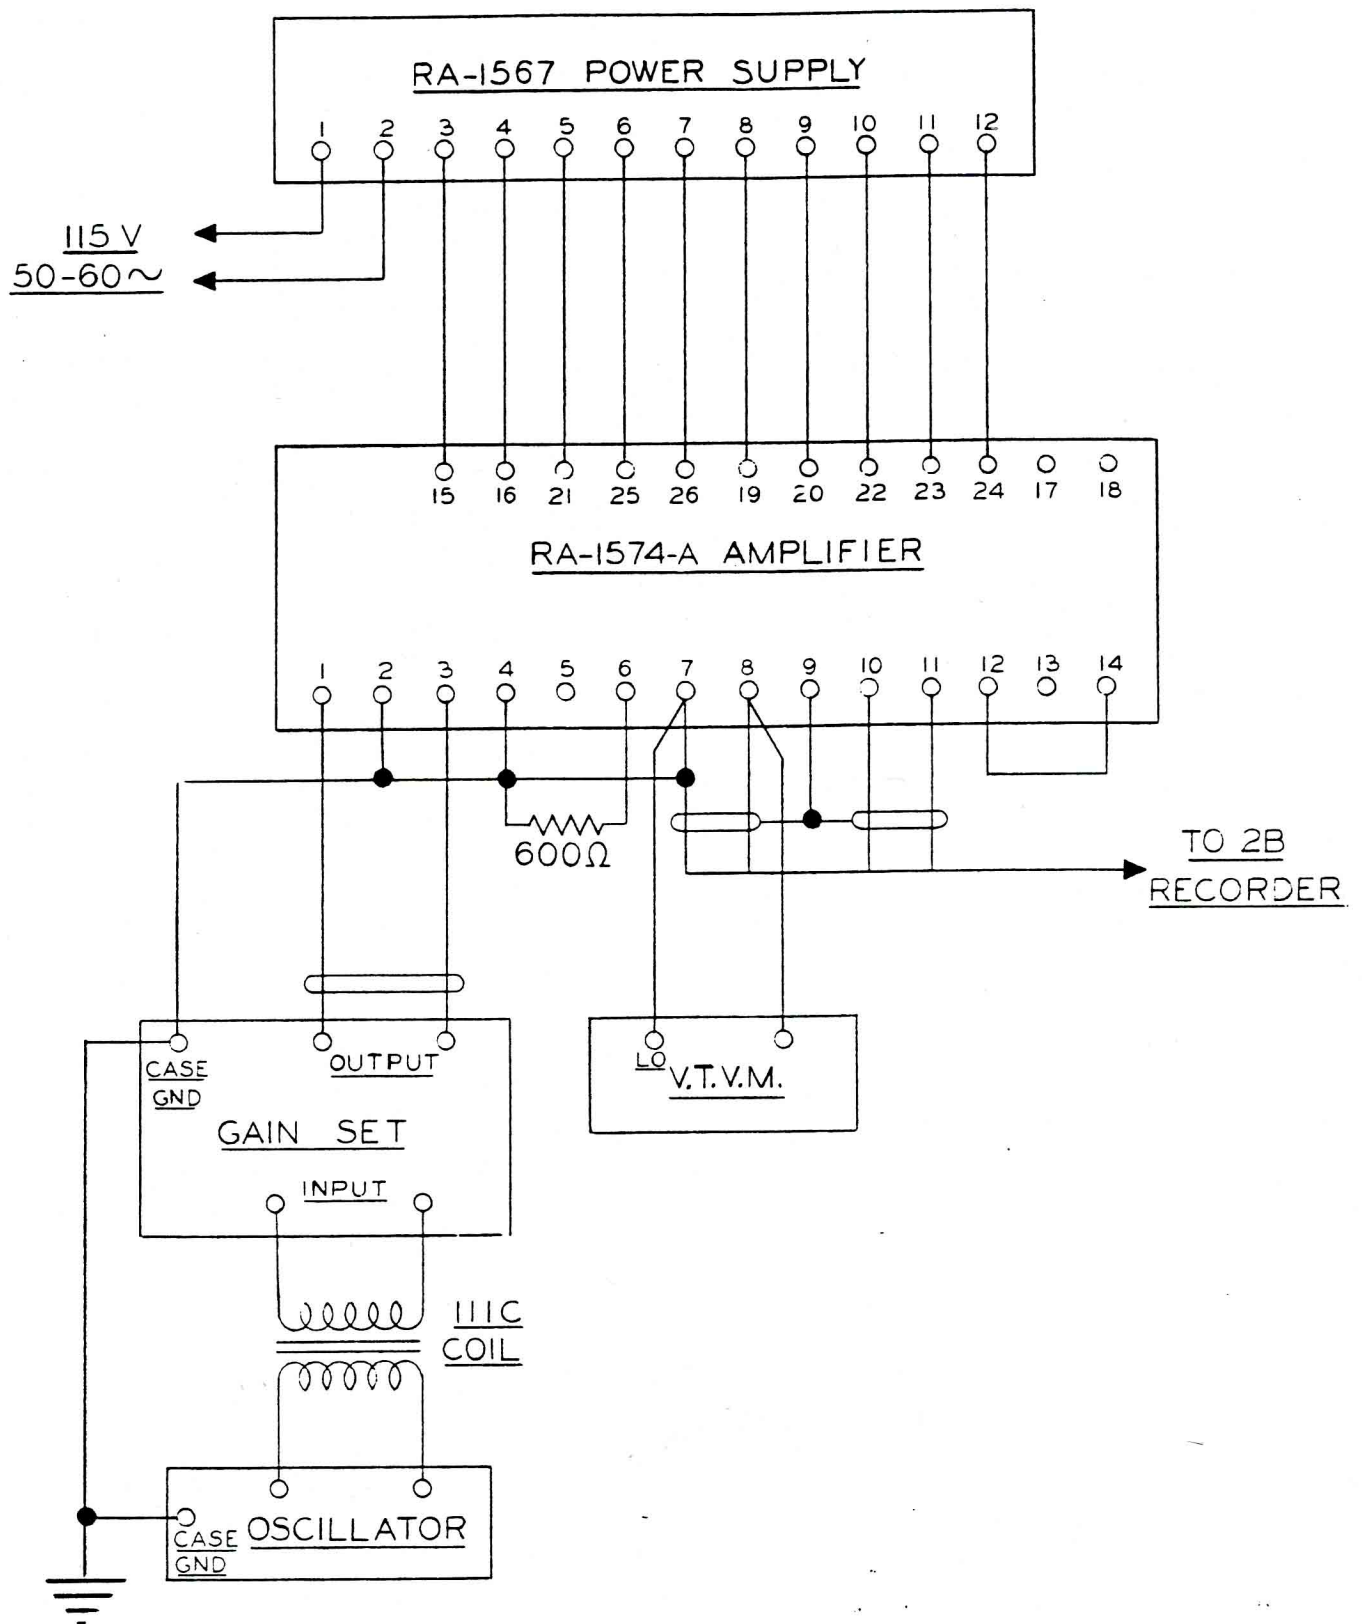 RA-1567 POWER SUPPLY
1 2 3 4 5 6 7 8 9 10 11 12
115 V
50-60~
15 16 21 25 26 19 20 22 23 24 17 18
RA-1574-A AMPLIFIER
1 2 3 4 5 6 7 8 9 10 11 12 13 14
600Ω
TO 2B
RECORDER
CASE
GND
OUTPUT
GAIN SET
INPUT
LO
V.T.V.M.
111C
COIL
CASE
GND
OSCILLATOR